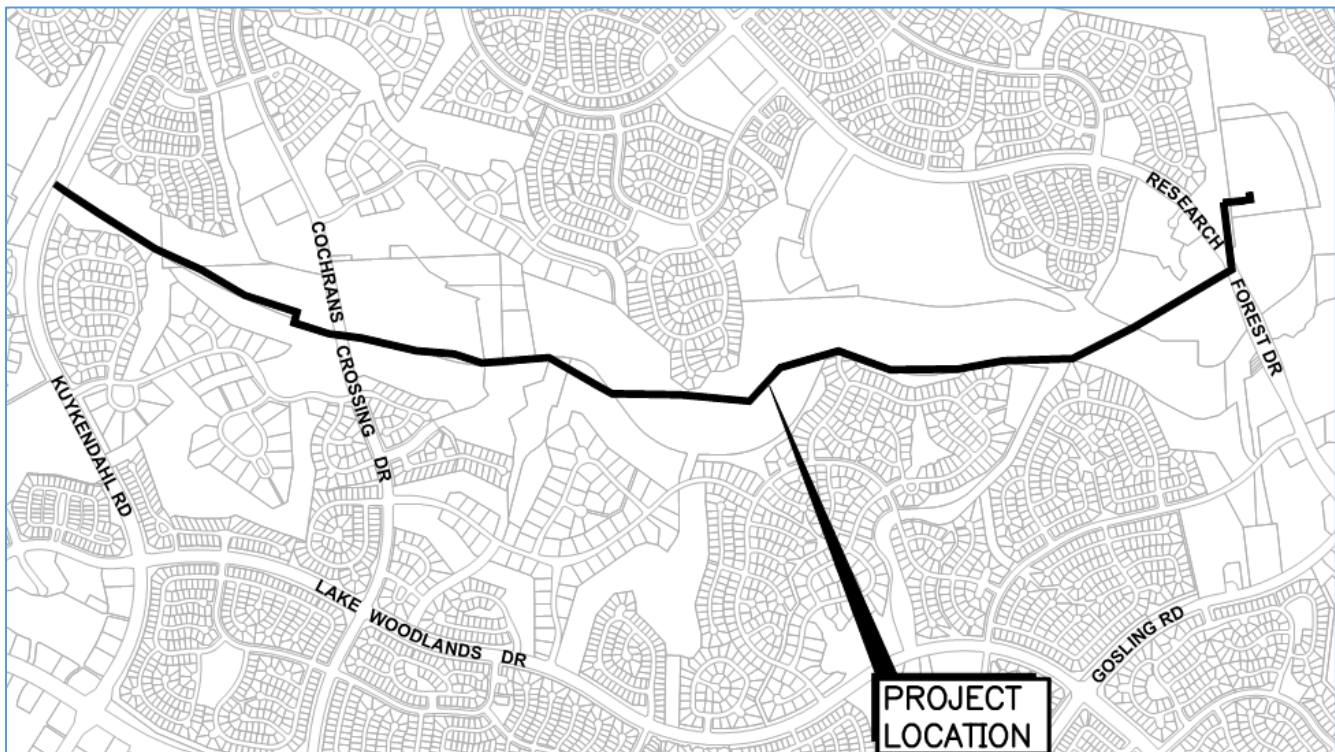 RESEARCH
FOREST DR
COCHRANS CROSSING DR
KUYKENDAHL RD
LAKE WOODLANDS DR
GOSLING RD
PROJECT
LOCATION